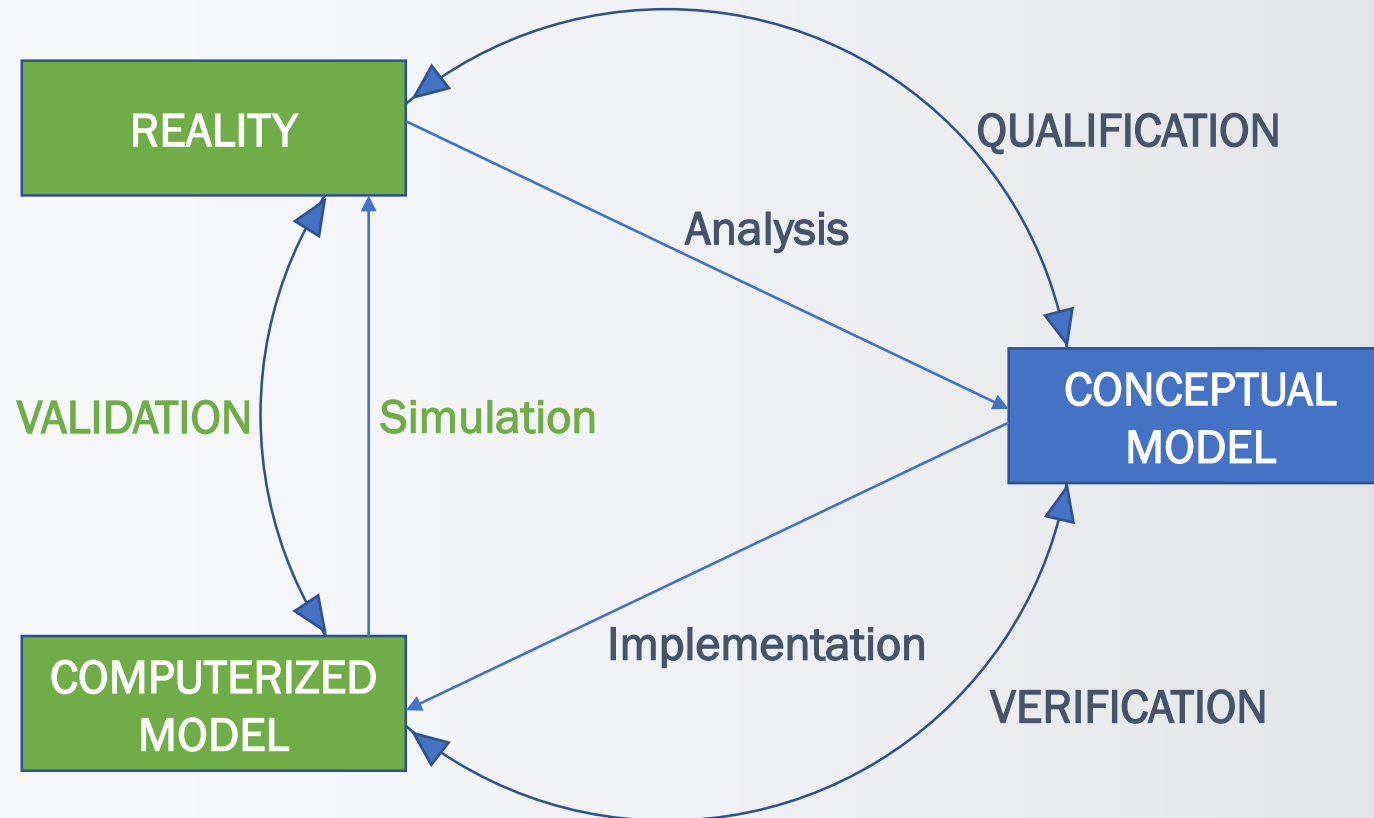 REALITY
QUALIFICATION
Analysis
VALIDATION
Simulation
CONCEPTUAL
MODEL
Implementation
COMPUTERIZED
MODEL
VERIFICATION